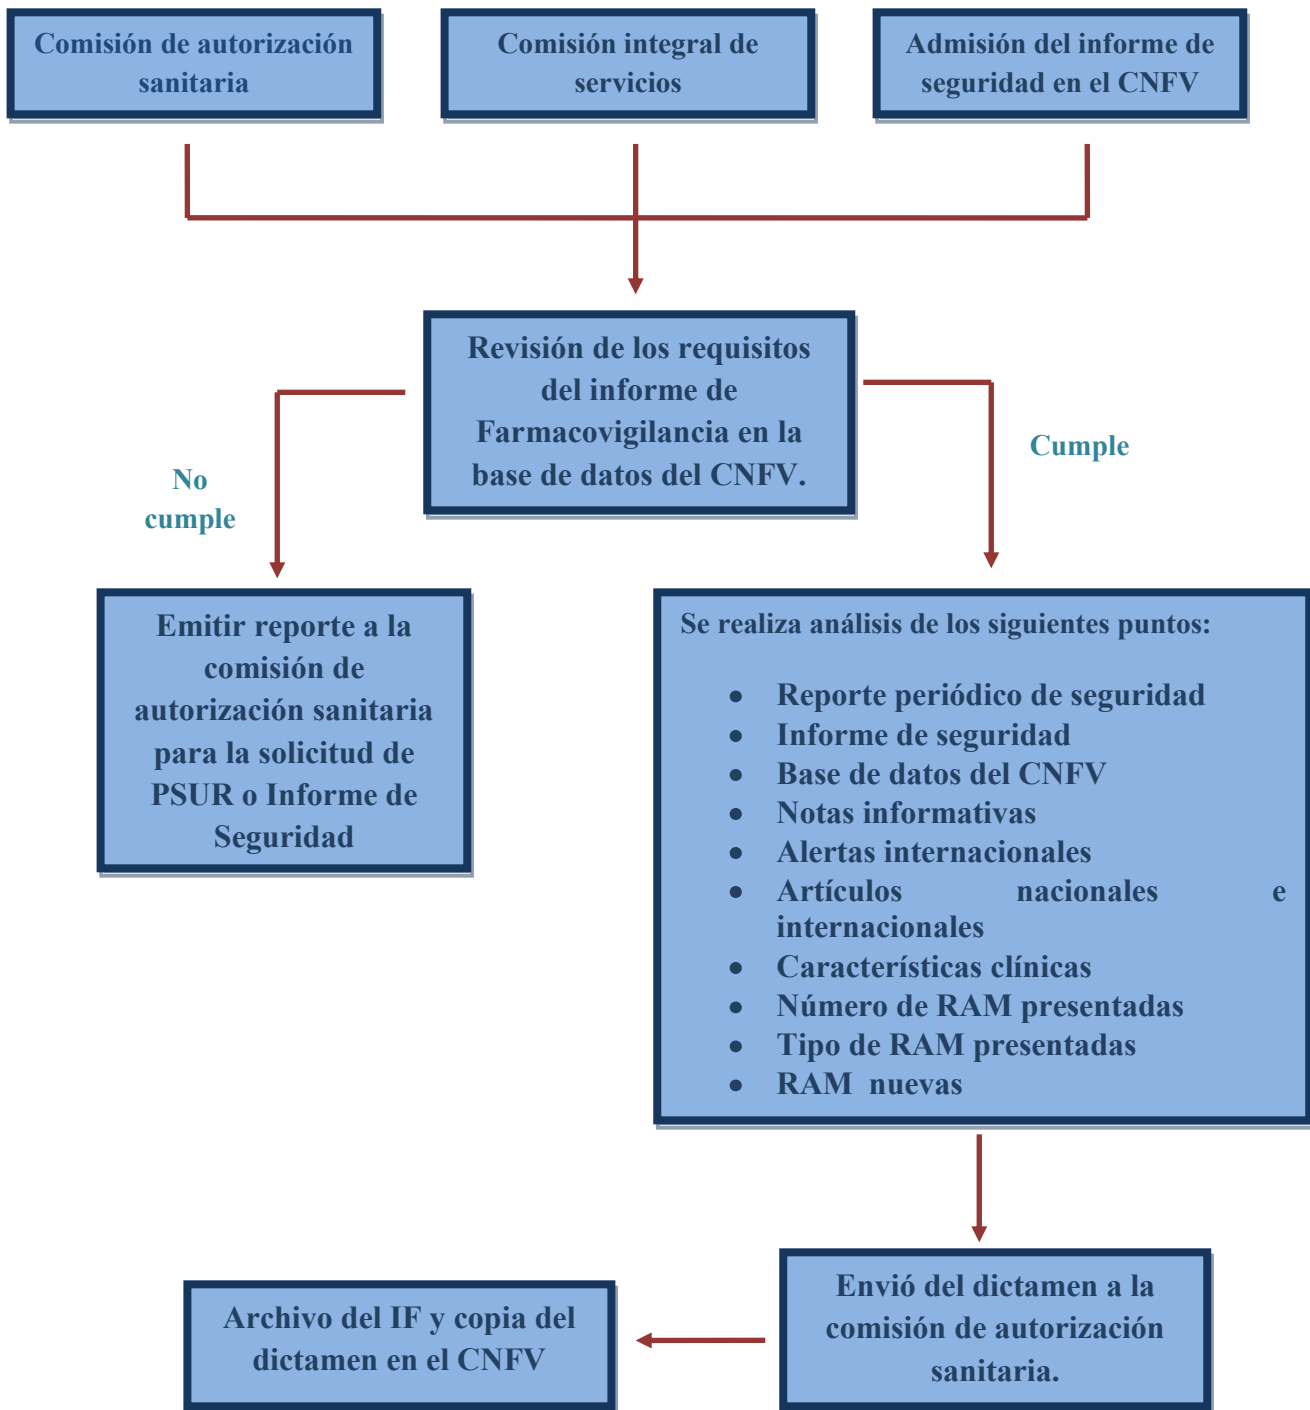 Comisión de autorización
sanitaria
Comisión integral de
servicios
Admisión del informe de
seguridad en el CNFV
Revisión de los requisitos
del informe de
Farmacovigilancia en la
base de datos del CNFV.
No
cumple
Cumple
Emitir reporte a la
comisión de
autorización sanitaria
para la solicitud de
PSUR o Informe de
Seguridad
Se realiza análisis de los siguientes puntos:
• Reporte periódico de seguridad
• Informe de seguridad
• Base de datos del CNFV
• Notas informativas
• Alertas internacionales
• Artículos nacionales e
internacionales
• Características clínicas
• Número de RAM presentadas
• Tipo de RAM presentadas
• RAM nuevas
Envió del dictamen a la
comisión de autorización
sanitaria.
Archivo del IF y copia del
dictamen en el CNFV